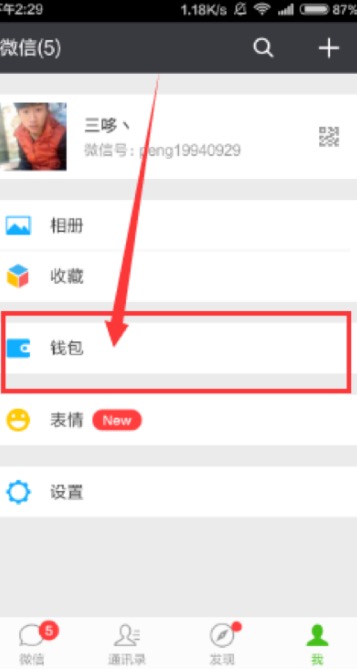 下午2:29 1.18K/s 87%
微信(5)
三哆丶
微信号：peng19940929
相册
收藏
钱包
表情 New
设置
5
微信 通讯录 发现 我